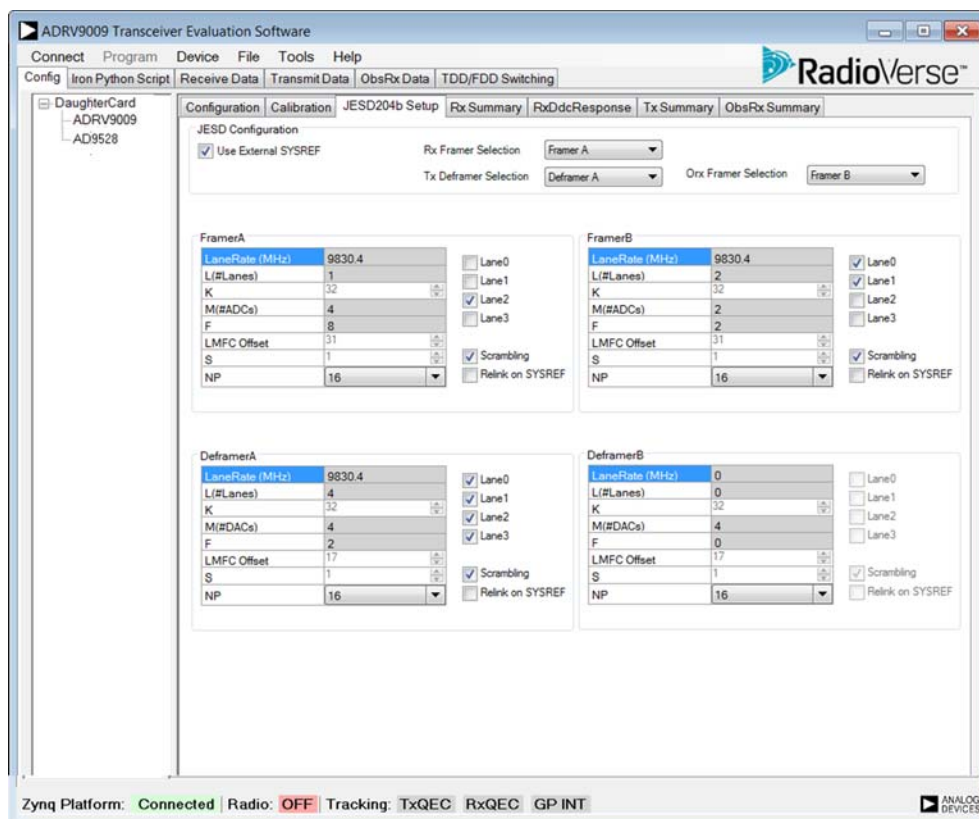 ADRV9009 Transceiver Evaluation Software
Connect Program Device File Tools Help
RadioVerse™
Config Iron Python Script Receive Data Transmit Data ObsRx Data TDD/FDD Switching
DaughterCard
ADRV9009
AD9528
Configuration Calibration JESD204b Setup Rx Summary RxDdcResponse Tx Summary ObsRx Summary
JESD Configuration
Use External SYSREF
Rx Framer Selection Framer A
Tx Deframer Selection Deframer A
Orx Framer Selection Framer B
FramerA
LaneRate (MHz) 9830.4
L(#Lanes) 1
K 32
M(#ADCs) 4
F 8
LMFC Offset 31
S 1
NP 16
Lane0
Lane1
Lane2
Lane3
Scrambling
Relink on SYSREF
FramerB
LaneRate (MHz) 9830.4
L(#Lanes) 2
K 32
M(#ADCs) 2
F 2
LMFC Offset 31
S 1
NP 16
Lane0
Lane1
Lane2
Lane3
Scrambling
Relink on SYSREF
DeframerA
LaneRate (MHz) 9830.4
L(#Lanes) 4
K 32
M(#DACs) 4
F 2
LMFC Offset 17
S 1
NP 16
Lane0
Lane1
Lane2
Lane3
Scrambling
Relink on SYSREF
DeframerB
LaneRate (MHz) 0
L(#Lanes) 0
K 32
M(#DACs) 4
F 0
LMFC Offset 17
S 1
NP 16
Lane0
Lane1
Lane2
Lane3
Scrambling
Relink on SYSREF
Zynq Platform: Connected Radio: OFF Tracking: TxQEC RxQEC GP INT
ANALOG
DEVICES